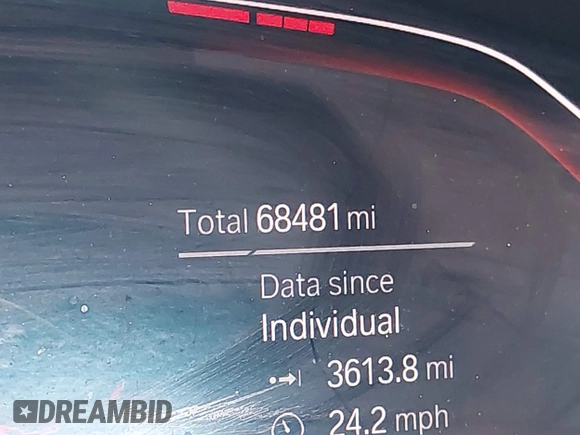 Total 68481 mi
Data since
Individual
3613.8 mi
24.2 mph
DREAMBID